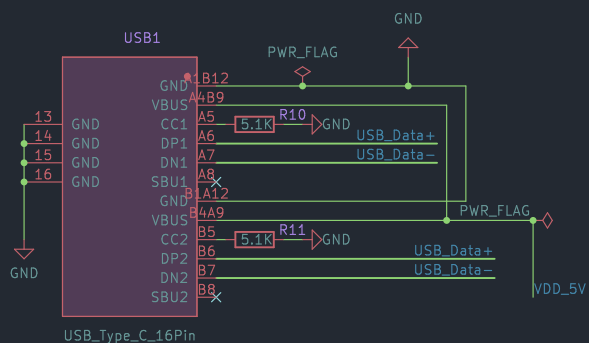 GND
USB1
PWR_FLAG
GND A1B12
VBUS A4B9
13 GND
CC1 A5 5.1K R10 GND
14 GND
DP1 A6 USB_Data+
15 GND
DN1 A7 USB_Data-
16 GND
SBU1 A8
GND B1A12
VBUS B4A9 PWR_FLAG
CC2 B5 5.1K R11 GND
DP2 B6 USB_Data+
GND
DN2 B7 USB_Data-
SBU2 B8
VDD_5V
USB_Type_C_16Pin